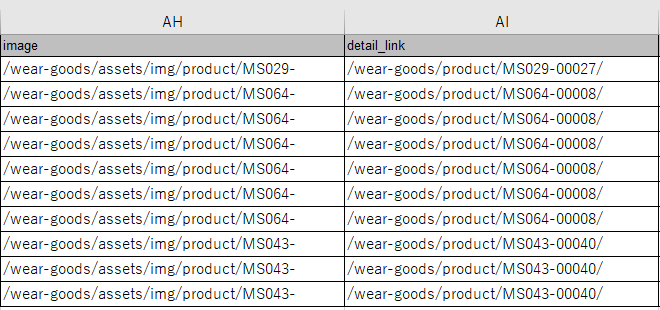 AH AI
image detail_link
/wear-goods/assets/img/product/MS029- /wear-goods/product/MS029-00027/
/wear-goods/assets/img/product/MS064- /wear-goods/product/MS064-00008/
/wear-goods/assets/img/product/MS064- /wear-goods/product/MS064-00008/
/wear-goods/assets/img/product/MS064- /wear-goods/product/MS064-00008/
/wear-goods/assets/img/product/MS064- /wear-goods/product/MS064-00008/
/wear-goods/assets/img/product/MS064- /wear-goods/product/MS064-00008/
/wear-goods/assets/img/product/MS064- /wear-goods/product/MS064-00008/
/wear-goods/assets/img/product/MS043- /wear-goods/product/MS043-00040/
/wear-goods/assets/img/product/MS043- /wear-goods/product/MS043-00040/
/wear-goods/assets/img/product/MS043- /wear-goods/product/MS043-00040/